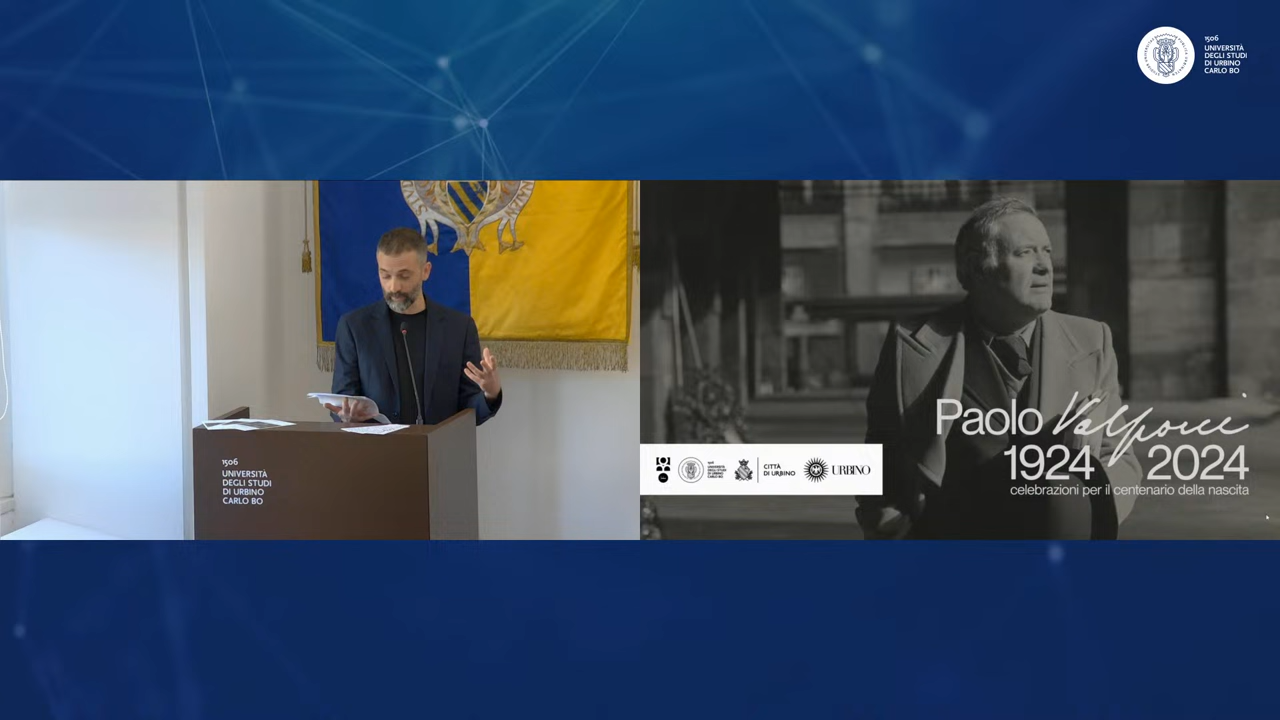 1506
UNIVERSITÀ
DEGLI STUDI
DI URBINO
CARLO BO
1506
UNIVERSITÀ
DEGLI STUDI
DI URBINO
CARLO BO
Paolo Volponi
1924 2024
celebrazioni per il centenario della nascita
CITTÀ
DI URBINO
URBINO